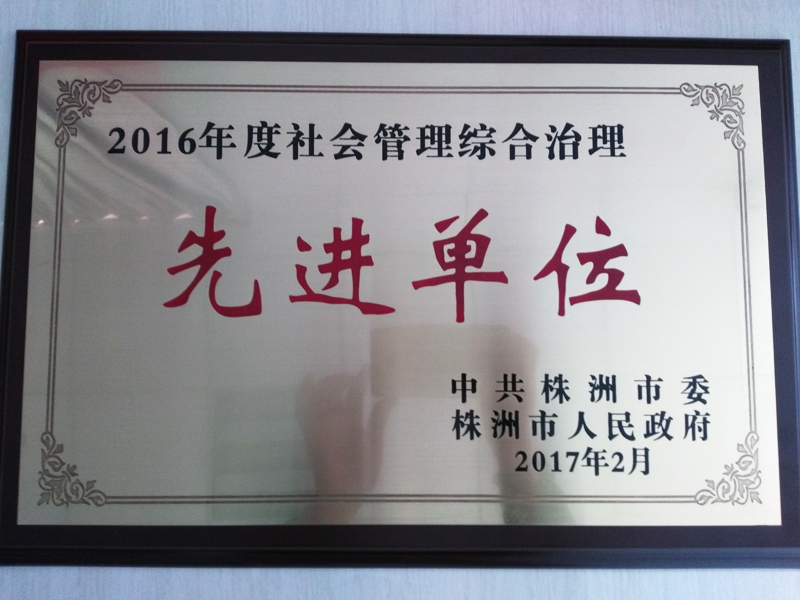 2016年度社会管理综合治理
先进单位
中共株洲市委
株洲市人民政府
2017年2月